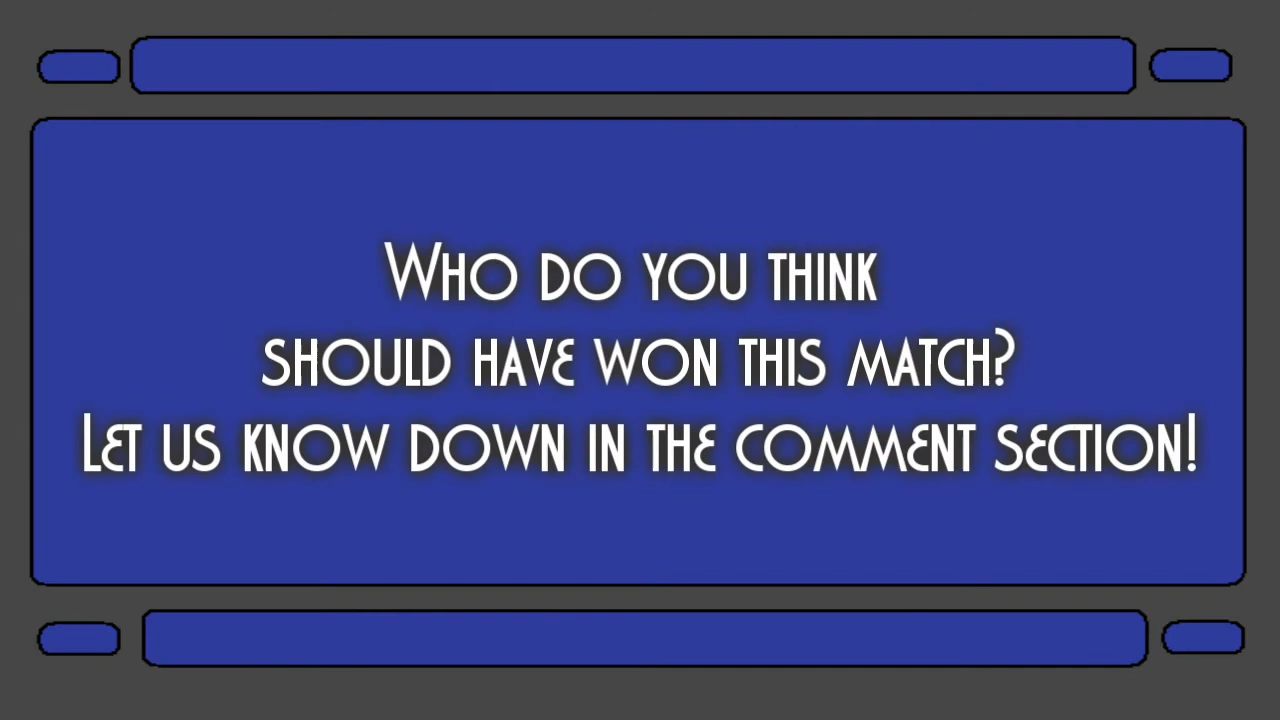 Who do you think
should have won this match?
Let us know down in the comment section!